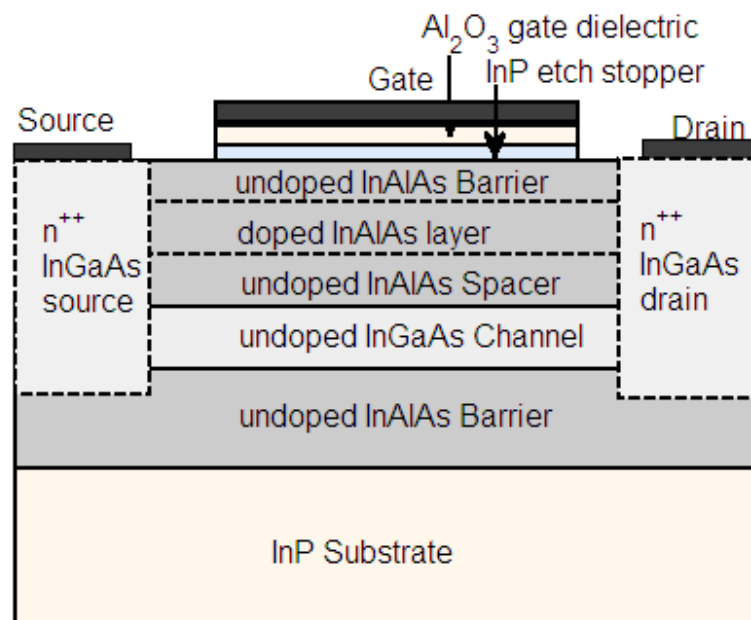 Al₂O₃ gate dielectric
Gate
InP etch stopper
Source
Drain
undoped InAlAs Barrier
n⁺⁺
InGaAs
source
doped InAlAs layer
n⁺⁺
InGaAs
drain
undoped InAlAs Spacer
undoped InGaAs Channel
undoped InAlAs Barrier
InP Substrate